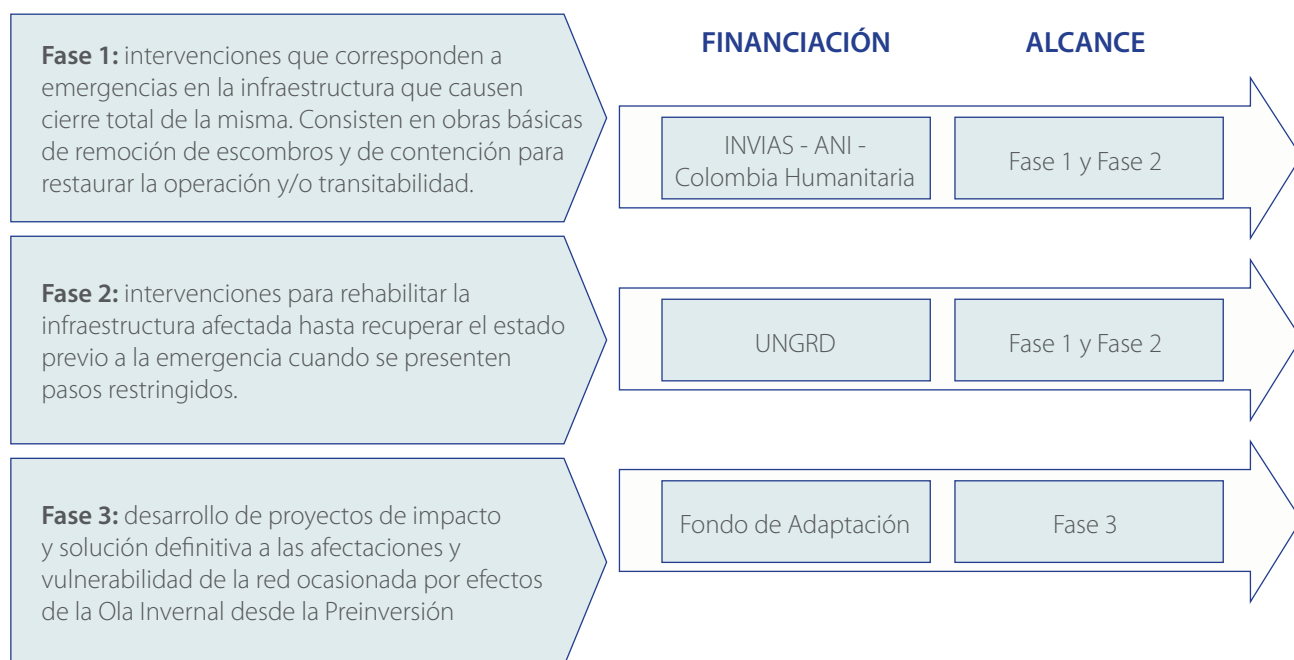 Fase 1: intervenciones que corresponden a
emergencias en la infraestructura que causen
cierre total de la misma. Consisten en obras básicas
de remoción de escombros y de contención para
restaurar la operación y/o transitabilidad.
FINANCIACIÓN
ALCANCE
INVIAS - ANI -
Colombia Humanitaria
Fase 1 y Fase 2
Fase 2: intervenciones para rehabilitar la
infraestructura afectada hasta recuperar el estado
previo a la emergencia cuando se presenten
pasos restringidos.
UNGRD
Fase 1 y Fase 2
Fase 3: desarrollo de proyectos de impacto
y solución definitiva a las afectaciones y
vulnerabilidad de la red ocasionada por efectos
de la Ola Invernal desde la Preinversión
Fondo de Adaptación
Fase 3